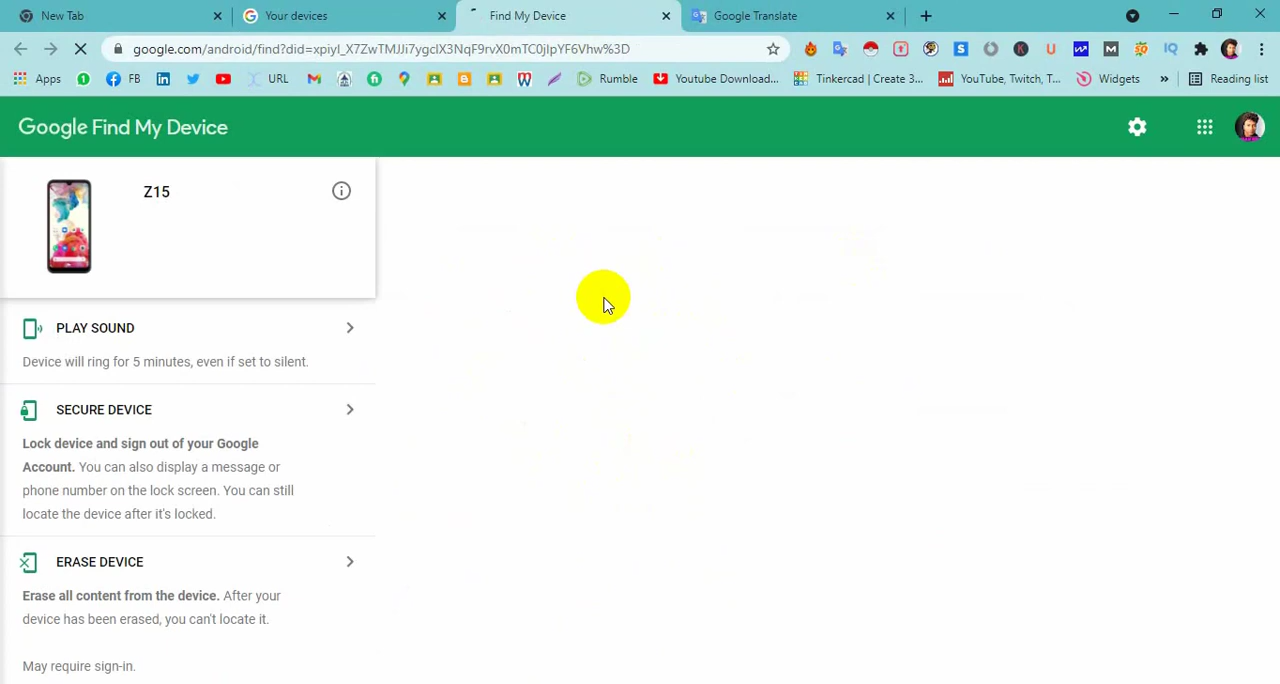 New Tab
Your devices
Find My Device
Google Translate
google.com/android/find?did=xpiyI_X7ZwTMJJi7ygclX3NqF9rvX0mTC0jIpYF6Vhw%3D
Apps
FB
URL
Rumble
Youtube Download...
Tinkercad | Create 3...
YouTube, Twitch, T...
Widgets
Reading list
Google Find My Device
Z15
PLAY SOUND
Device will ring for 5 minutes, even if set to silent.
SECURE DEVICE
Lock device and sign out of your Google
Account. You can also display a message or
phone number on the lock screen. You can still
locate the device after it's locked.
ERASE DEVICE
Erase all content from the device. After your
device has been erased, you can't locate it.
May require sign-in.